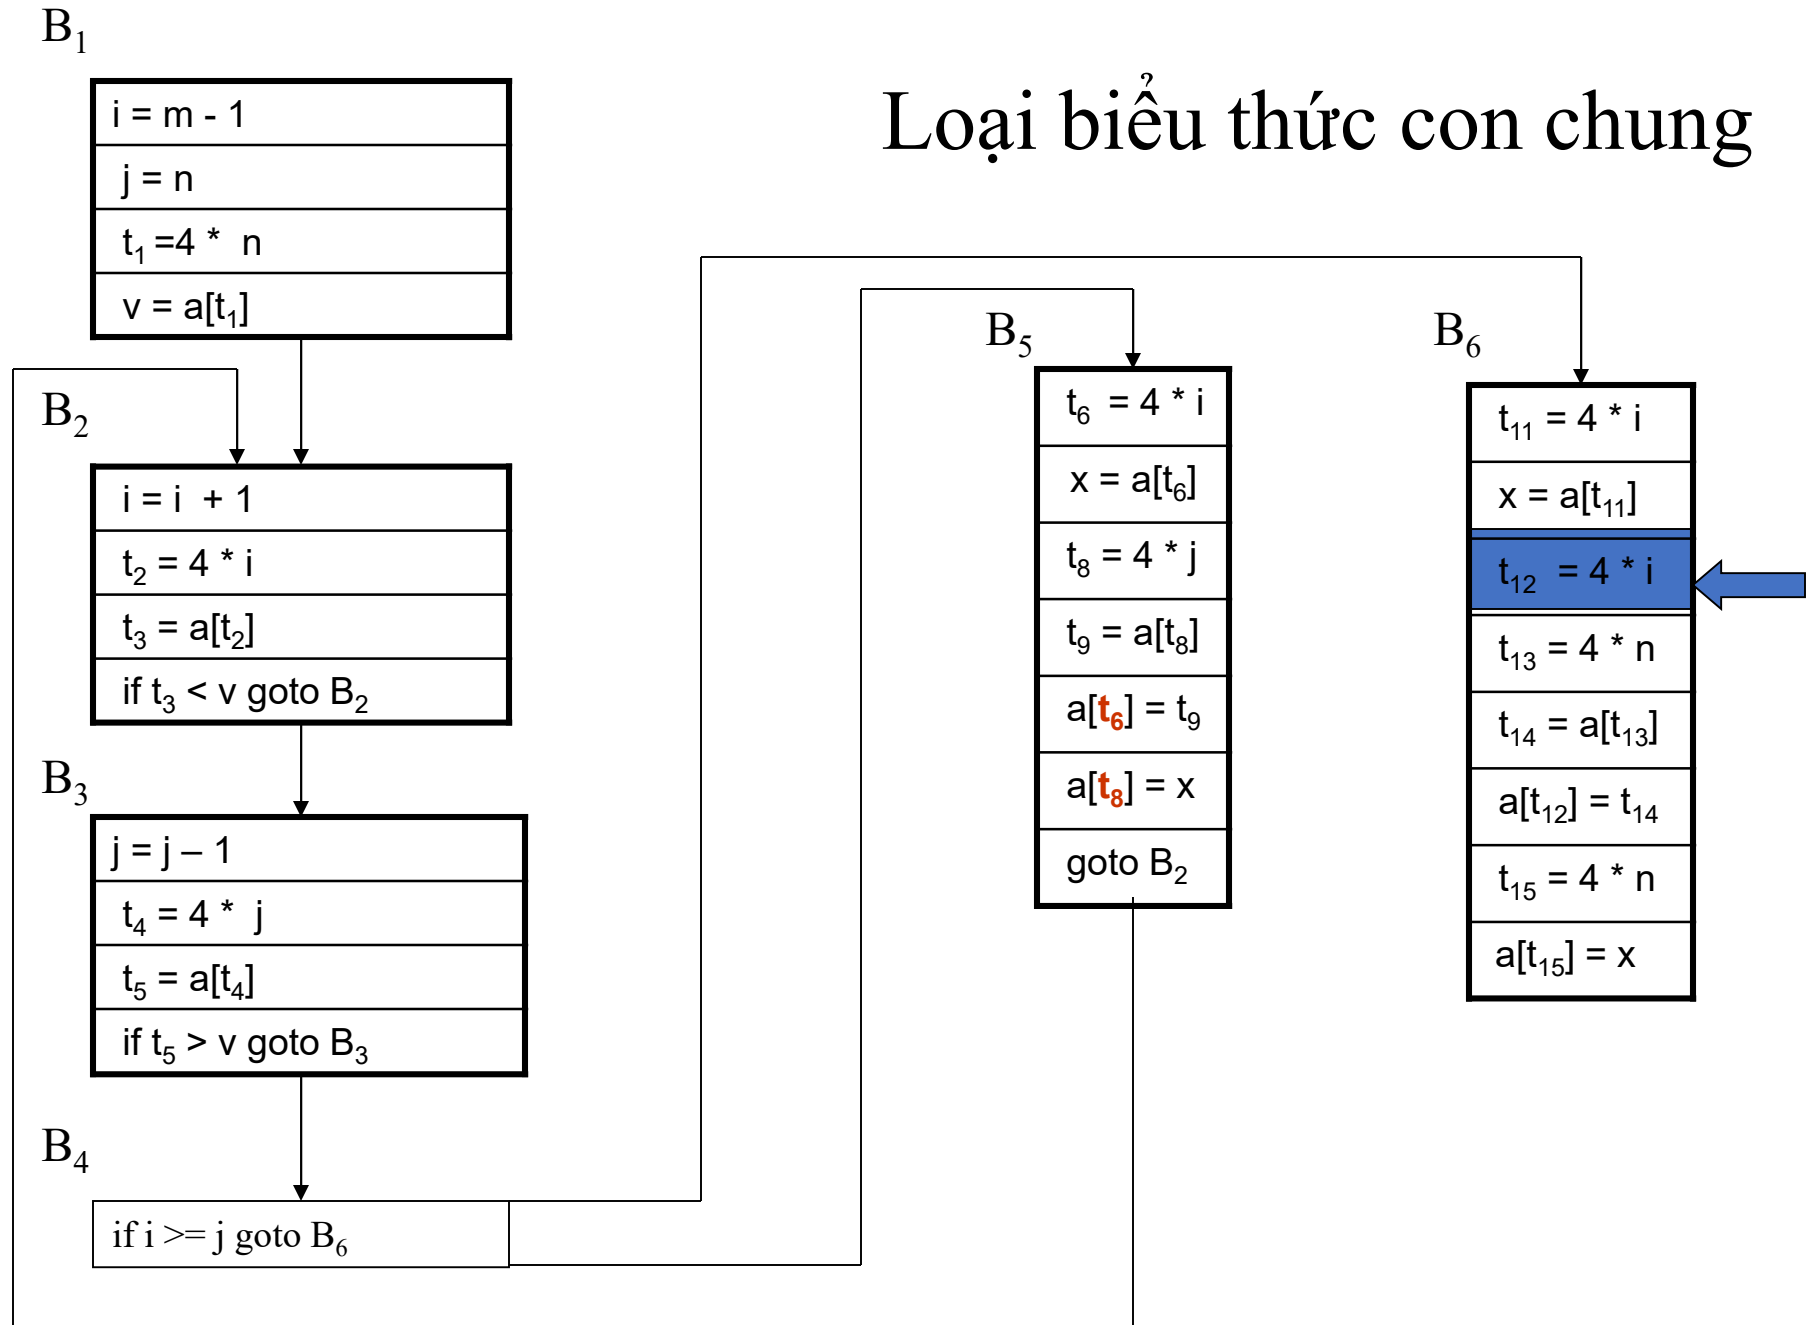 Loại biểu thức con chung
B₁
i = m - 1
j = n
t₁ =4 * n
v = a[t₁]
B₂
i = i + 1
t₂ = 4 * i
t₃ = a[t₂]
if t₃ < v goto B₂
B₃
j = j – 1
t₄ = 4 * j
t₅ = a[t₄]
if t₅ > v goto B₃
B₄
if i >= j goto B₆
B₅
t₆ = 4 * i
x = a[t₆]
t₈ = 4 * j
t₉ = a[t₈]
a[t₆] = t₉
a[t₈] = x
goto B₂
B₆
t₁₁ = 4 * i
x = a[t₁₁]
t₁₂ = 4 * i
t₁₃ = 4 * n
t₁₄ = a[t₁₃]
a[t₁₂] = t₁₄
t₁₅ = 4 * n
a[t₁₅] = x